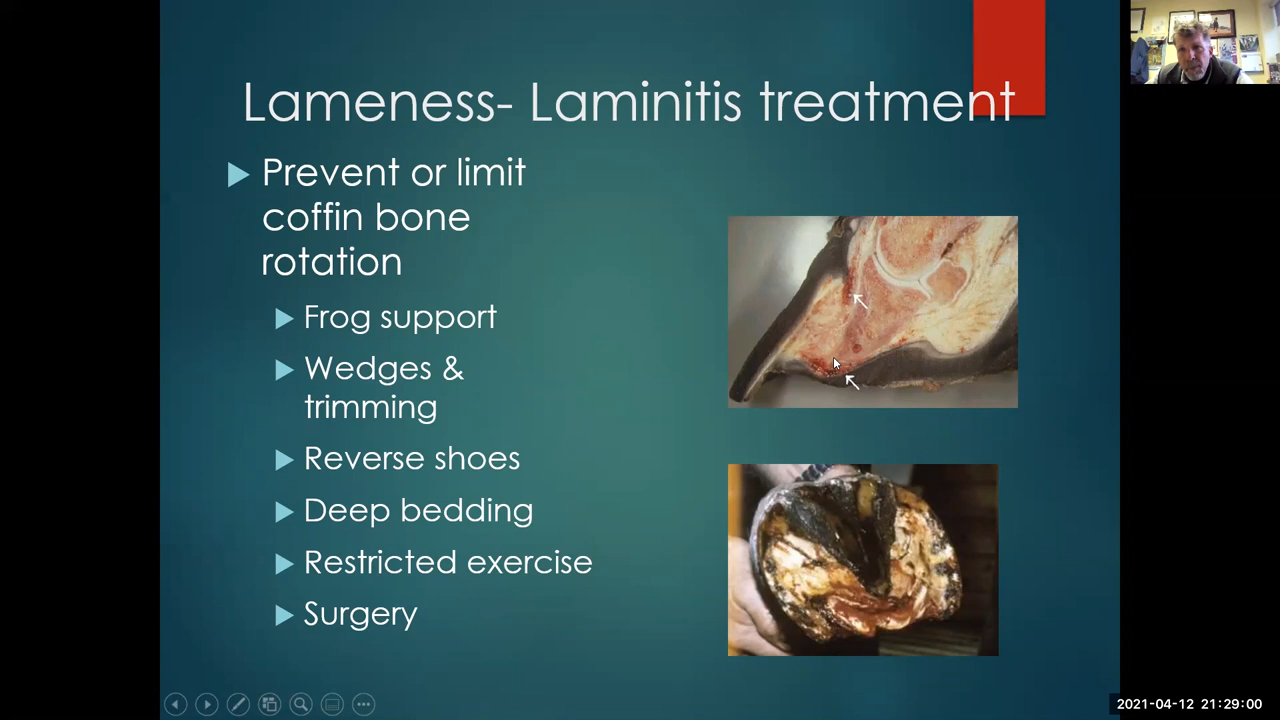 Lameness- Laminitis treatment
Prevent or limit
coffin bone
rotation
Frog support
Wedges &
trimming
Reverse shoes
Deep bedding
Restricted exercise
Surgery
2021-04-12 21:29:00